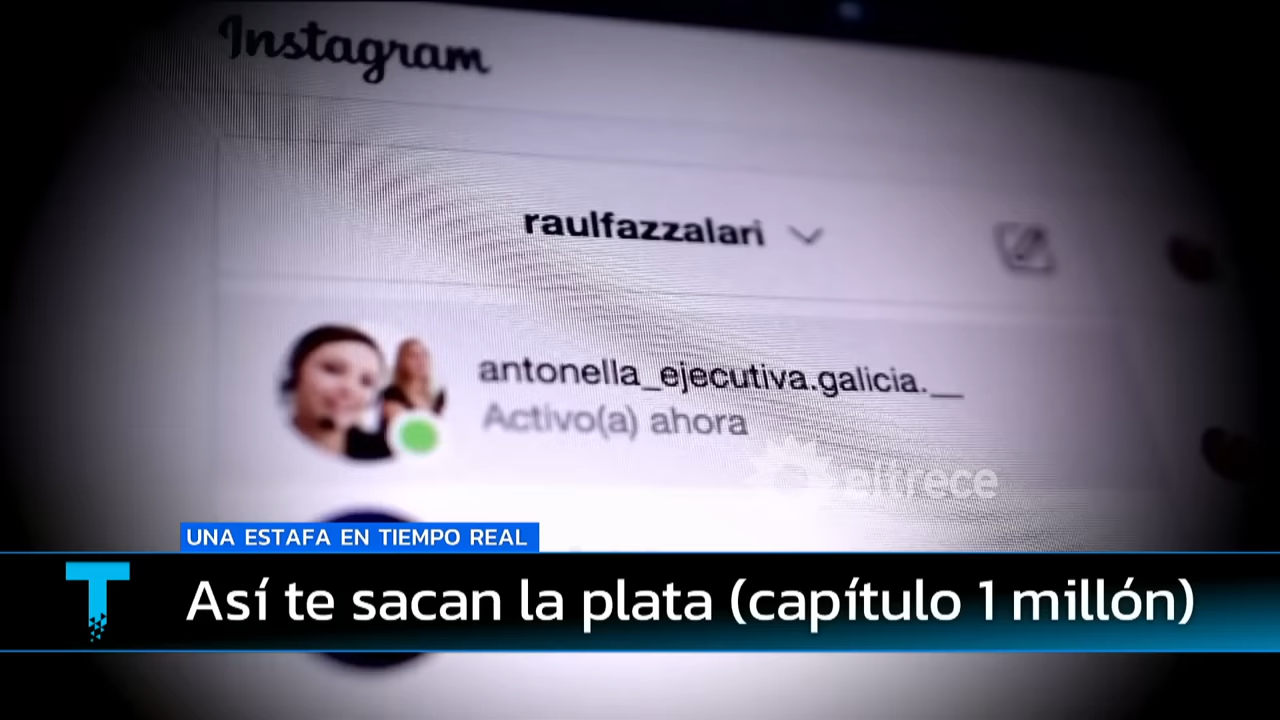 Instagram
raulfazzalari
antonella_ejecutiva.galicia.__
Activo(a) ahora
eltrece
UNA ESTAFA EN TIEMPO REAL
T
Así te sacan la plata (capítulo 1 millón)